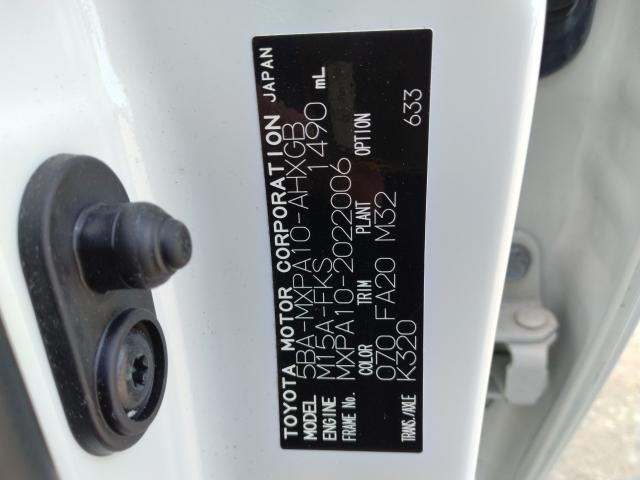 TOYOTA MOTOR CORPORATION JAPAN
MODEL 5BA-MXPA10-AHXGB
ENGINE M15A-FKS 1490 mL
FRAME No. MXPA10-2022006
COLOR TRIM PLANT OPTION
070 FA20 M32
TRANS./AXLE K320 633